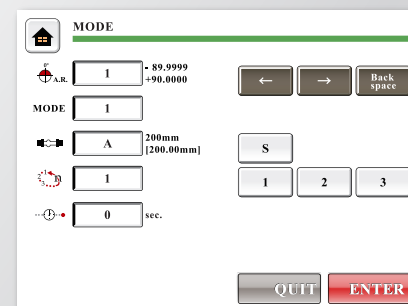 MODE
0°
A.R. 1 - 89.9999
+90.0000
← → Back
space
MODE 1
A 200mm
[200.00mm]
S
1 2 3
n 1
0 sec.
QUIT ENTER